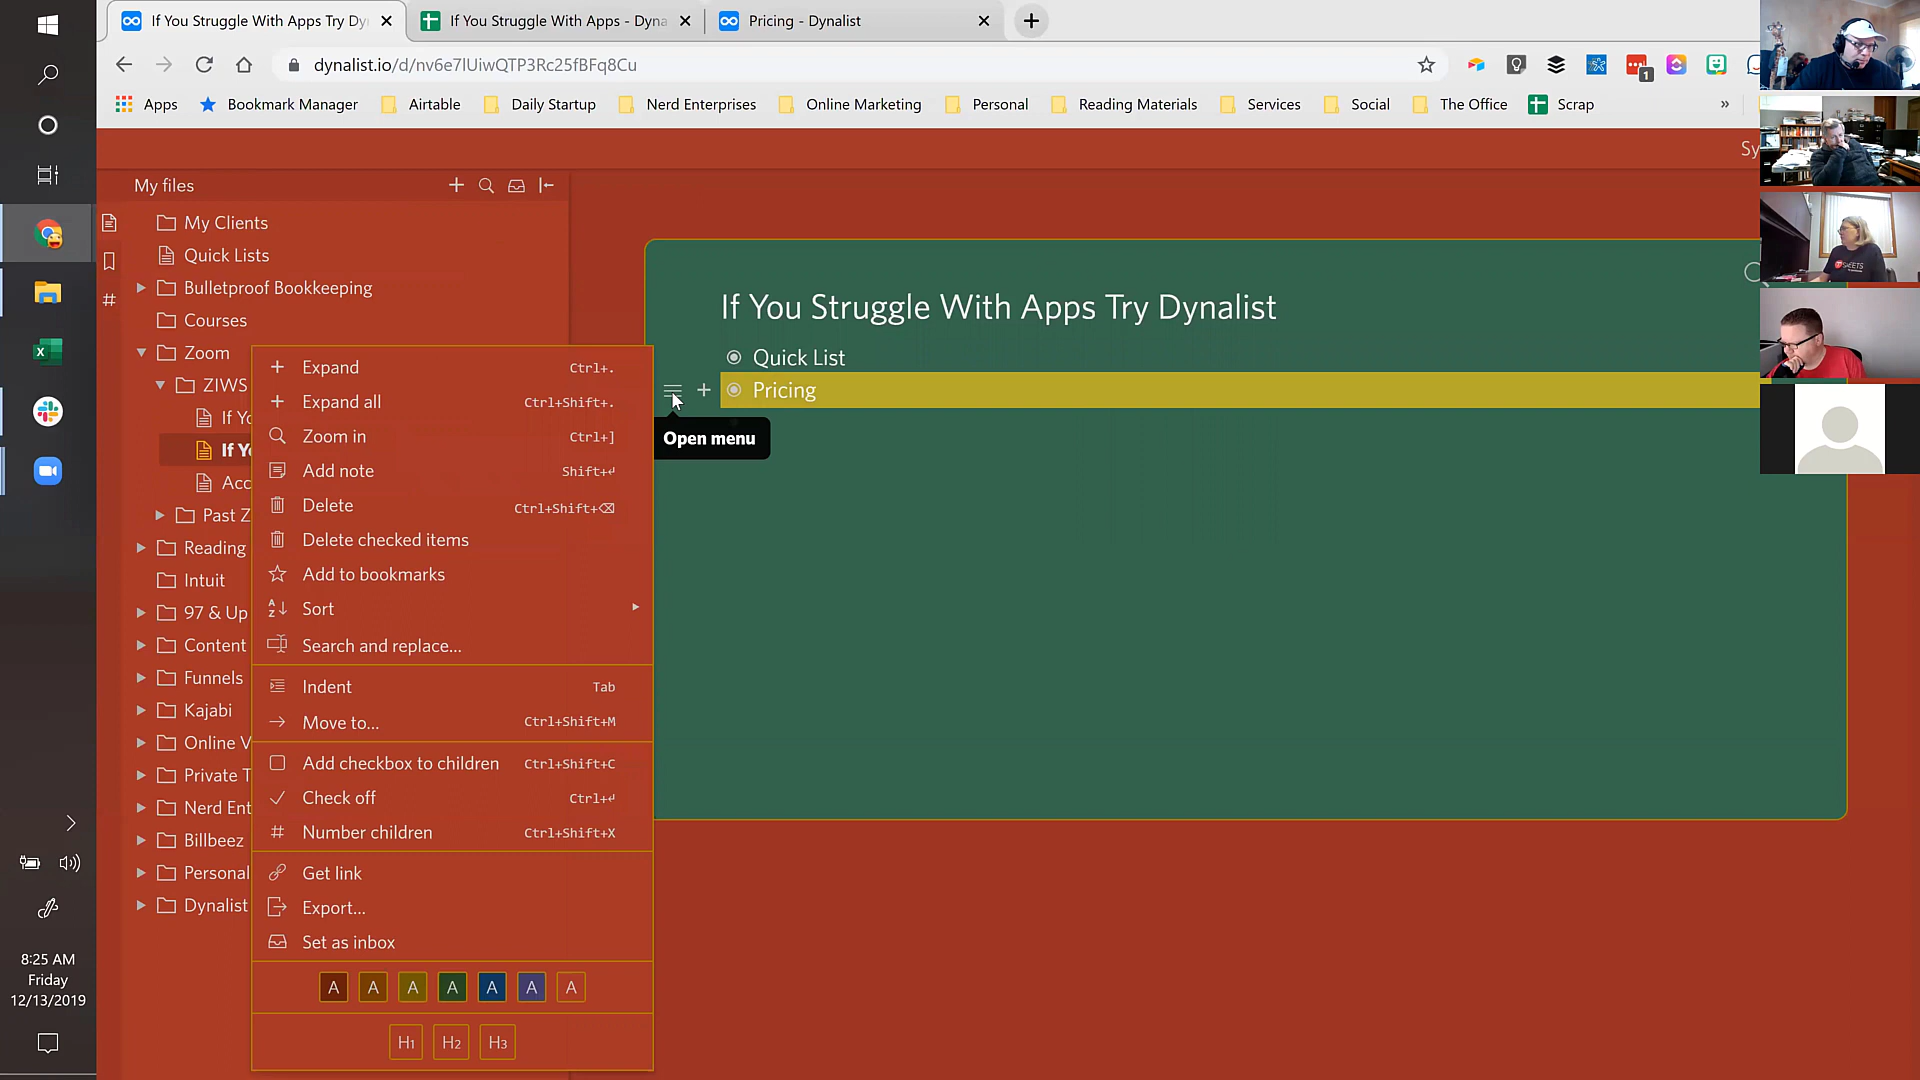 If You Struggle With Apps Try Dy
If You Struggle With Apps - Dyna
Pricing - Dynalist
dynalist.io/d/nv6e7lUiwQTP3Rc25fBFq8Cu
1
Apps
Bookmark Manager
Airtable
Daily Startup
Nerd Enterprises
Online Marketing
Personal
Reading Materials
Services
Social
The Office
Scrap
»
Sy
My files
My Clients
Quick Lists
Bulletproof Bookkeeping
Courses
Zoom
ZIWS
If Yo
If Yo
Acc
Past Z
Reading
Intuit
97 & Up
Content
Funnels
Kajabi
Online V
Private T
Nerd Ent
Billbeez
Personal
Dynalist
Expand Ctrl+.
Expand all Ctrl+Shift+.
Zoom in Ctrl+]
Add note Shift+↵
Delete Ctrl+Shift+⌫
Delete checked items
Add to bookmarks
Sort
Search and replace...
Indent Tab
Move to... Ctrl+Shift+M
Add checkbox to children Ctrl+Shift+C
Check off Ctrl+↵
Number children Ctrl+Shift+X
Get link
Export...
Set as inbox
A A A A A A A
H1 H2 H3
If You Struggle With Apps Try Dynalist
Quick List
Pricing
Open menu
8:25 AM
Friday
12/13/2019